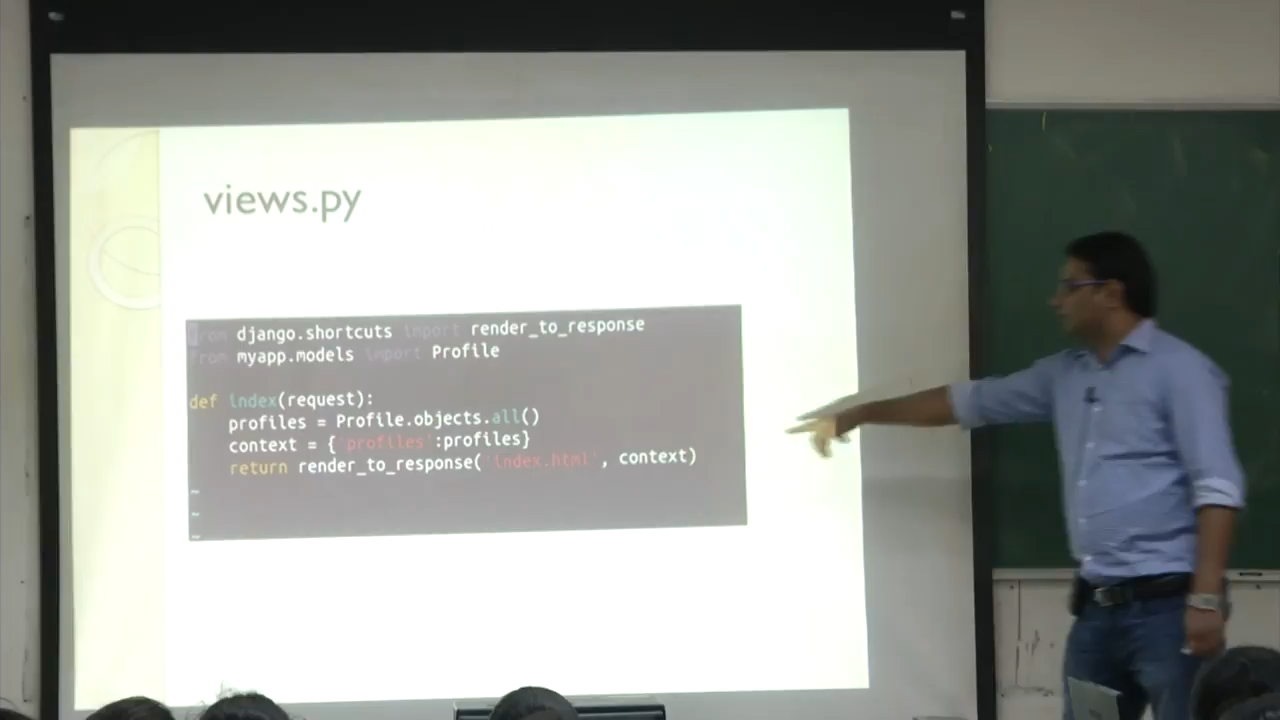 views.py
from django.shortcuts import render_to_response
from myapp.models import Profile
def index(request):
profiles = Profile.objects.all()
context = {'profiles':profiles}
return render_to_response('index.html', context)
~
~
~